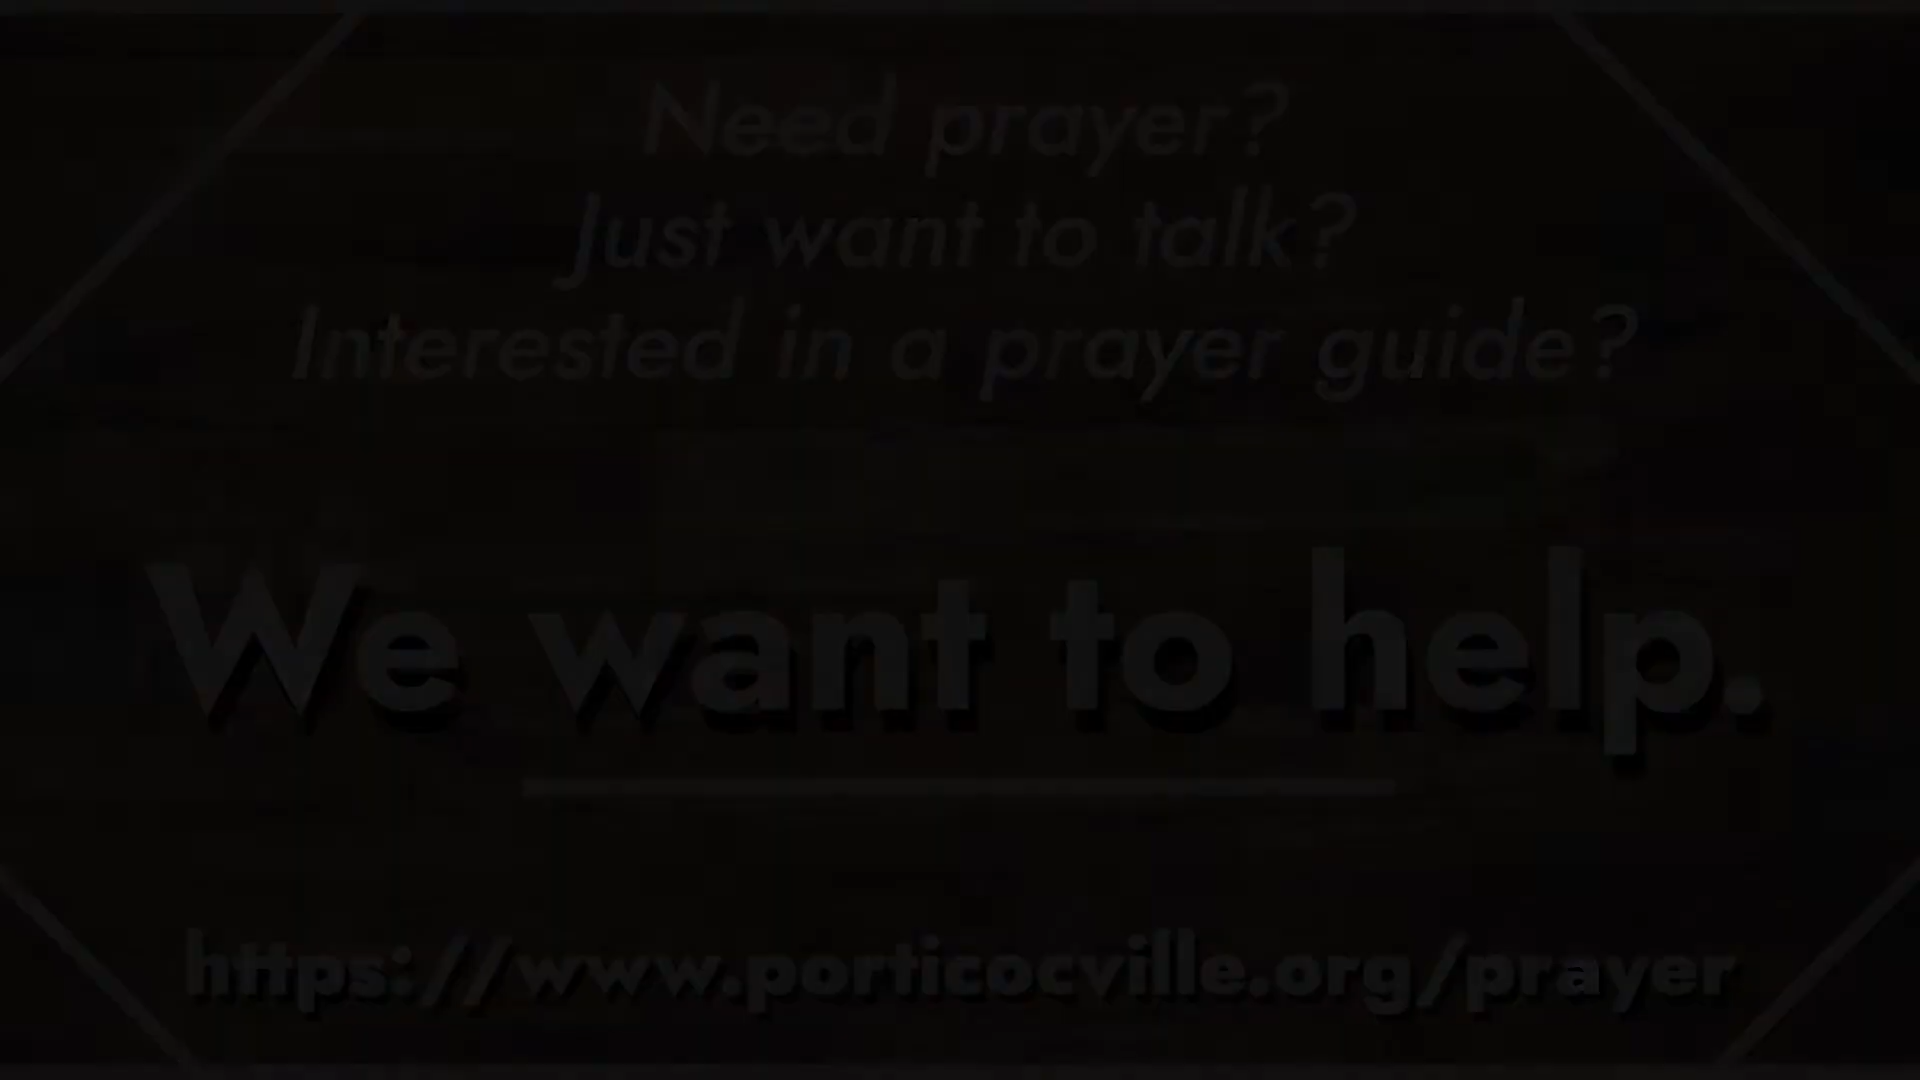 Need prayer?
Just want to talk?
Interested in a prayer guide?
We want to help.
https://www.porticocville.org/prayer